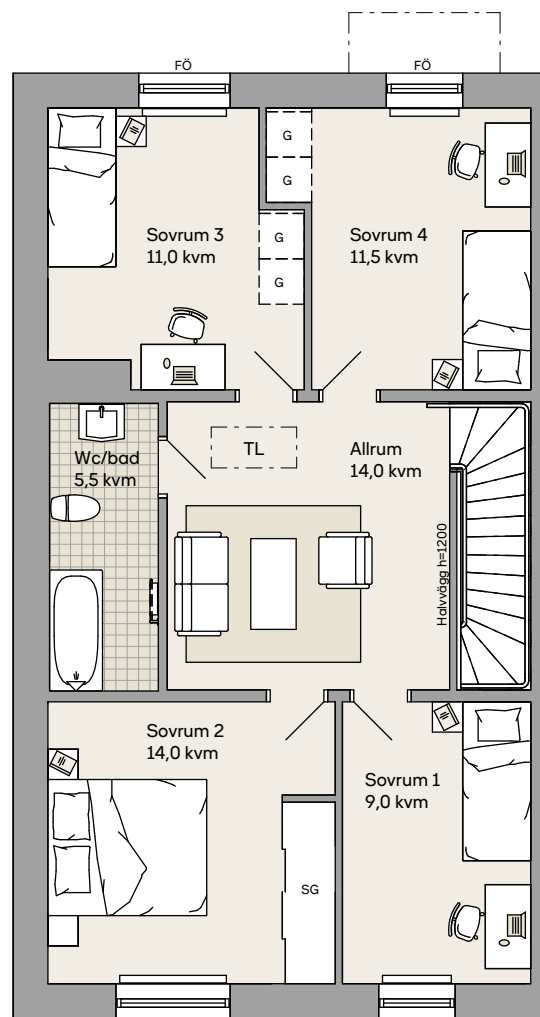 FÖ
FÖ
G
G
Sovrum 3
11,0 kvm
G
G
Sovrum 4
11,5 kvm
Wc/bad
5,5 kvm
TL
Allrum
14,0 kvm
Halvvägg h=1200
Sovrum 2
14,0 kvm
Sovrum 1
9,0 kvm
SG